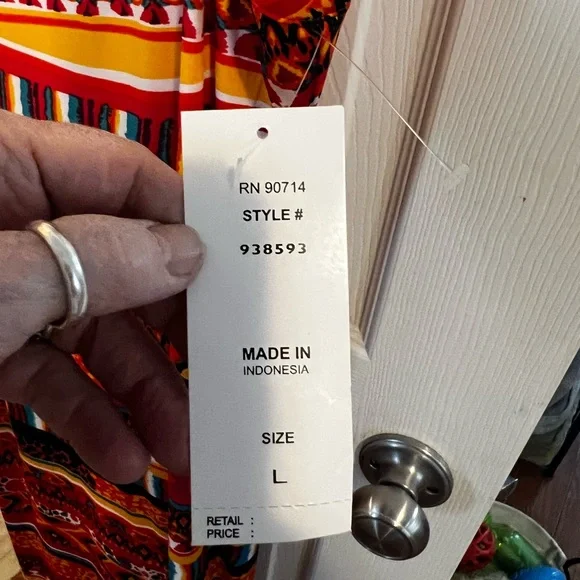 RN 90714
STYLE #
938593
MADE IN
INDONESIA
SIZE
L
RETAIL :
PRICE :